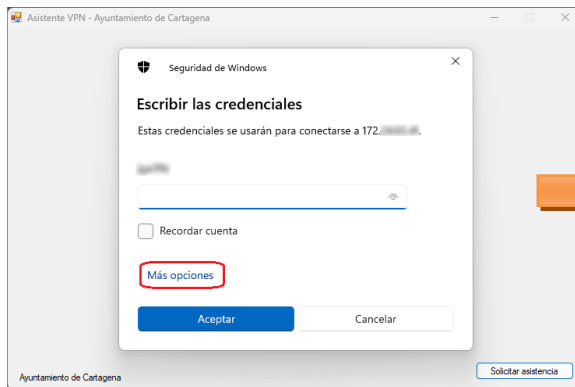 Asistente VPN - Ayuntamiento de Cartagena
Seguridad de Windows
Escribir las credenciales
Estas credenciales se usarán para conectarse a 172.
Recordar cuenta
Más opciones
Aceptar
Cancelar
Solicitar asistencia
Ayuntamiento de Cartagena